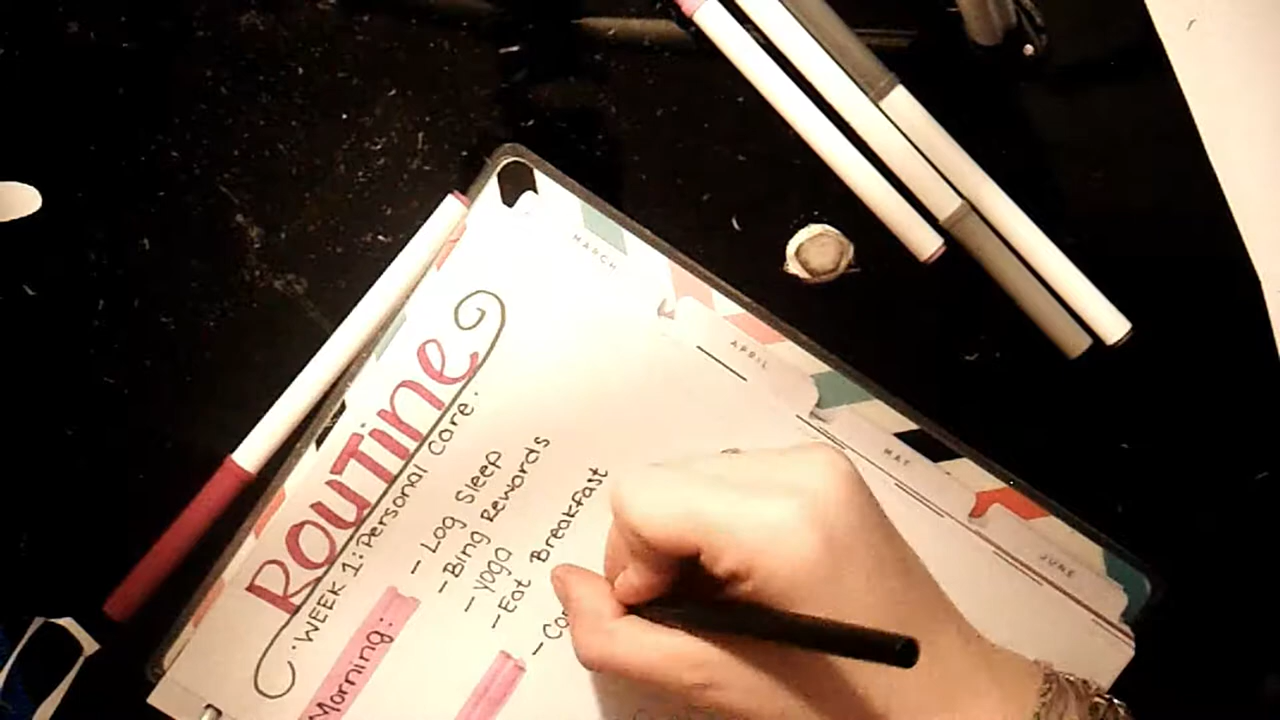 ROUTine
WEEK 1: Personal Care.
Morning:
- Log Sleep
- Bing Rewards
- Yoga
- Eat Breakfast
MARCH
APRIL
MAY
JUNE